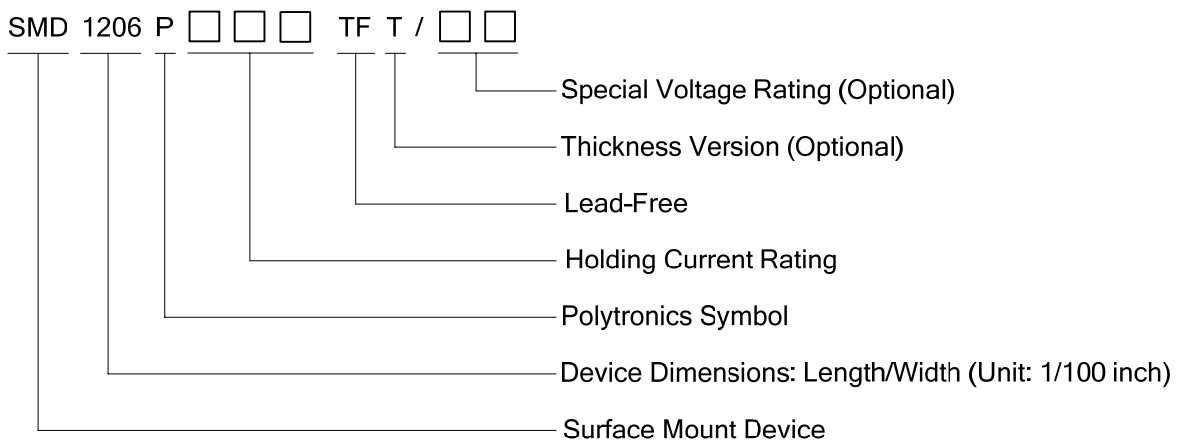 SMD 1206 P □ □ □ TF T / □ □
Special Voltage Rating (Optional)
Thickness Version (Optional)
Lead-Free
Holding Current Rating
Polytronics Symbol
Device Dimensions: Length/Width (Unit: 1/100 inch)
Surface Mount Device